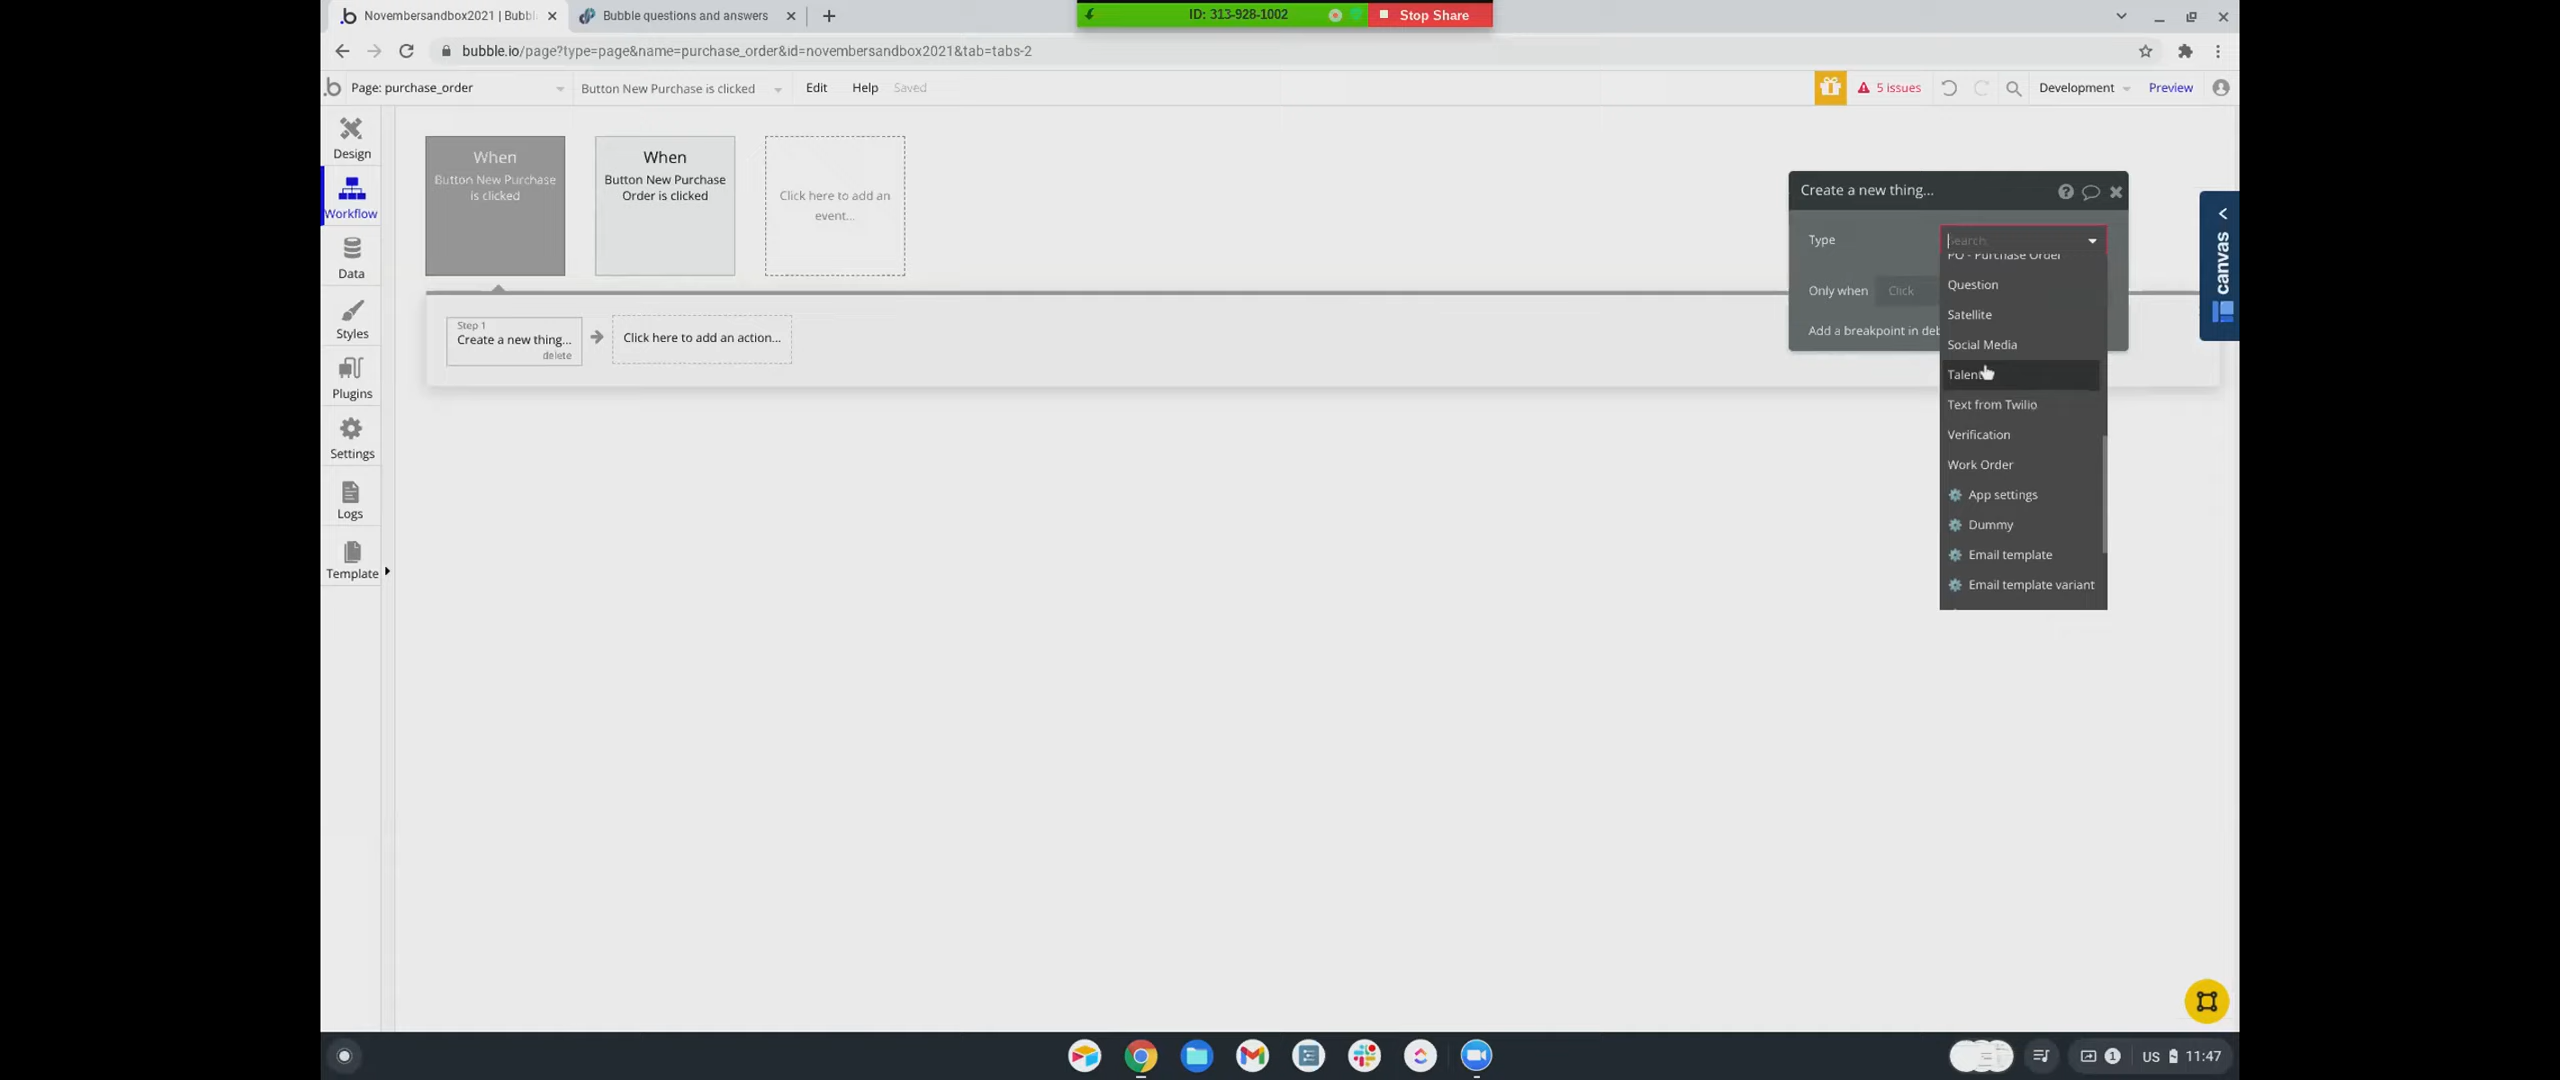 Novembersandbox2021 | Bubbl
Bubble questions and answers
ID: 313-928-1002
Stop Share
bubble.io/page?type=page&name=purchase_order&id=novembersandbox2021&tab=tabs-2
Page: purchase_order
Button New Purchase is clicked
Edit
Help
Saved
5 issues
Development
Preview
Design
Workflow
Data
Styles
Plugins
Settings
Logs
Template
When
Button New Purchase
is clicked
When
Button New Purchase
Order is clicked
Click here to add an
event...
Step 1
Create a new thing...
delete
Click here to add an action...
Create a new thing...
Type
Search
Only when
Click
Add a breakpoint in deb
PO - Purchase Order
Question
Satellite
Social Media
Talent
Text from Twilio
Verification
Work Order
App settings
Dummy
Email template
Email template variant
canvas
1
US
11:47